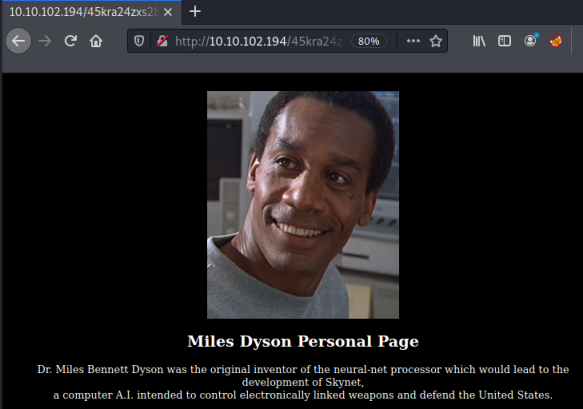 10.10.102.194/45kra24zxs28
http://10.10.102.194/45kra24z
80%
Miles Dyson Personal Page
Dr. Miles Bennett Dyson was the original inventor of the neural-net processor which would lead to the
development of Skynet,
a computer A.I. intended to control electronically linked weapons and defend the United States.